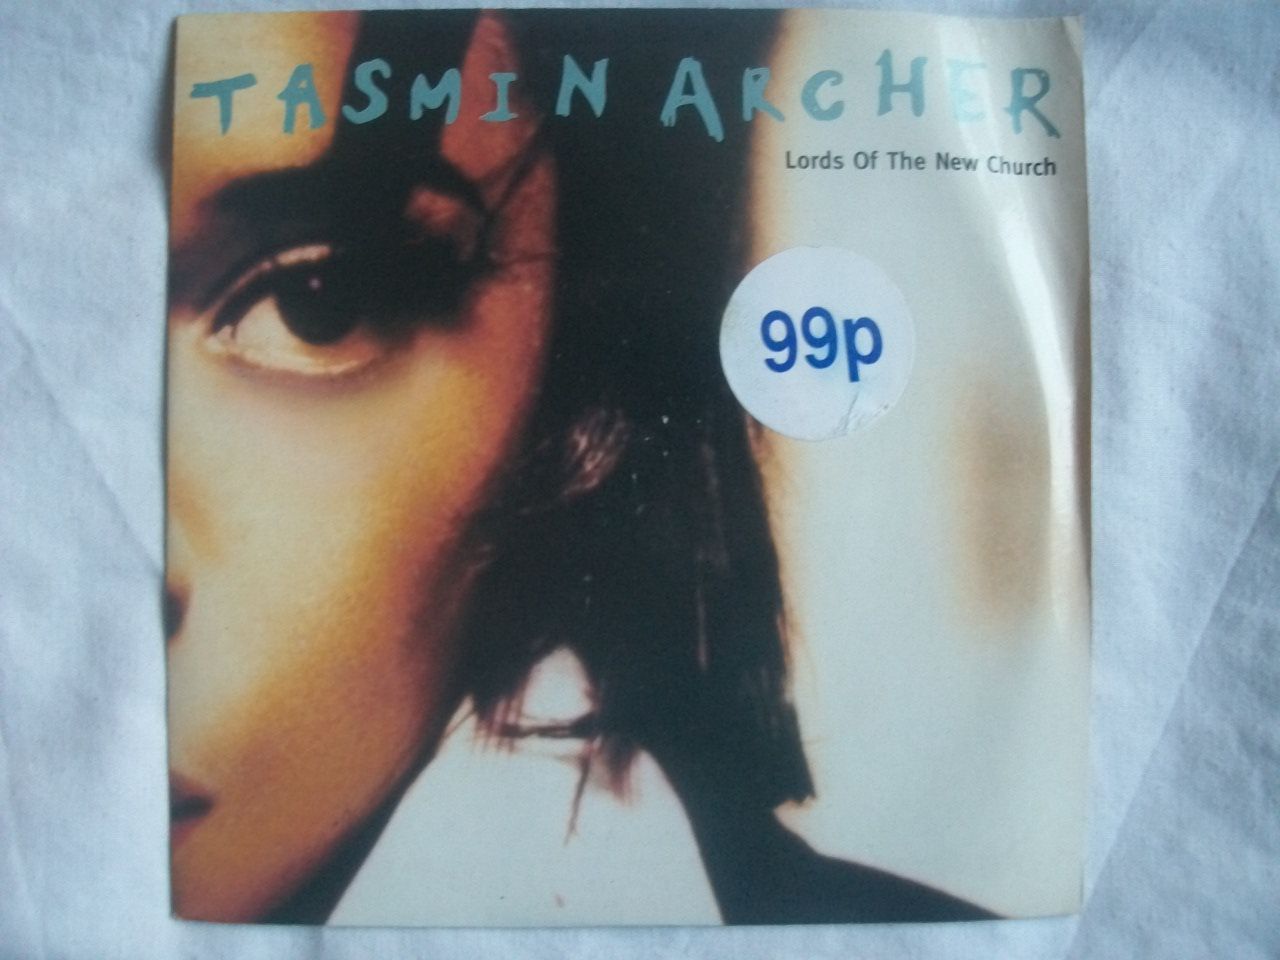 TASMIN ARCHER
Lords Of The New Church
99p